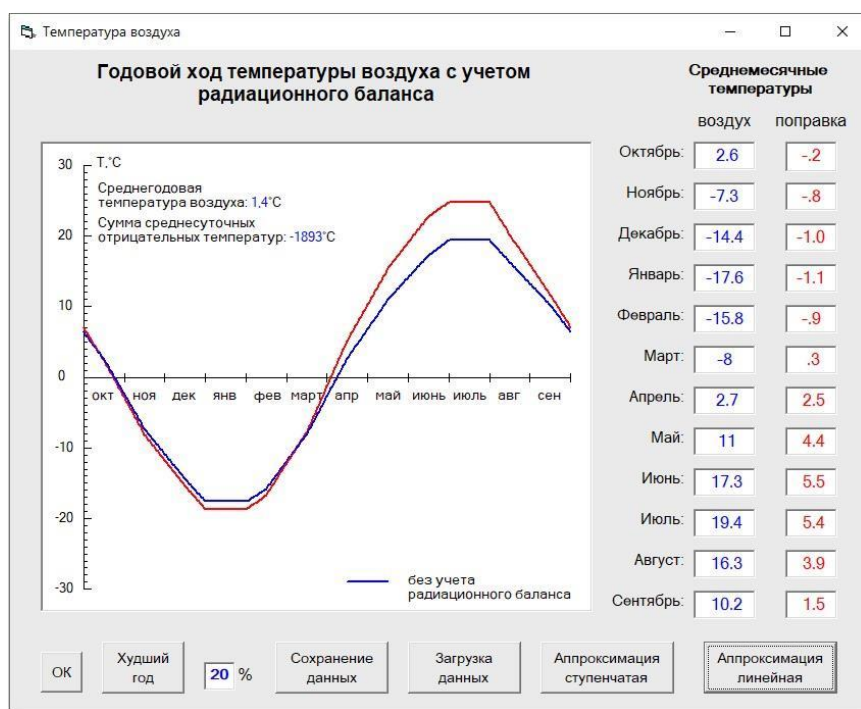 Температура воздуха
Годовой ход температуры воздуха с учетом
радиационного баланса
Среднемесячные
температуры
воздух поправка
Октябрь: 2.6 -.2
Ноябрь: -7.3 -.8
Декабрь: -14.4 -1.0
Январь: -17.6 -1.1
Февраль: -15.8 -.9
Март: -8 .3
Апрель: 2.7 2.5
Май: 11 4.4
Июнь: 17.3 5.5
Июль: 19.4 5.4
Август: 16.3 3.9
Сентябрь: 10.2 1.5
T,°C
Среднегодовая
температура воздуха: 1,4°C
Сумма среднесуточных
отрицательных температур: -1893°C
30
20
10
0
-10
-20
-30
окт ноя дек янв фев март апр май июнь июль авг сен
без учета
радиационного баланса
ОК
Худший
год
20 %
Сохранение
данных
Загрузка
данных
Аппроксимация
ступенчатая
Аппроксимация
линейная